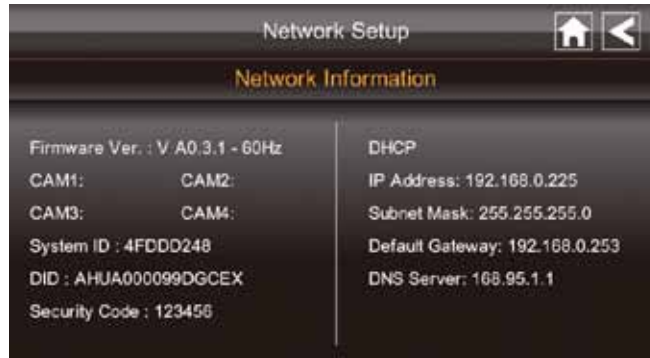 Network Setup
Network Information
Firmware Ver. : V A0.3.1 - 60Hz
CAM1: CAM2:
CAM3: CAM4:
System ID : 4FDDD248
DID : AHUA000099DGCEX
Security Code : 123456
DHCP
IP Address: 192.168.0.225
Subnet Mask: 255.255.255.0
Default Gateway: 192.168.0.253
DNS Server: 168.95.1.1